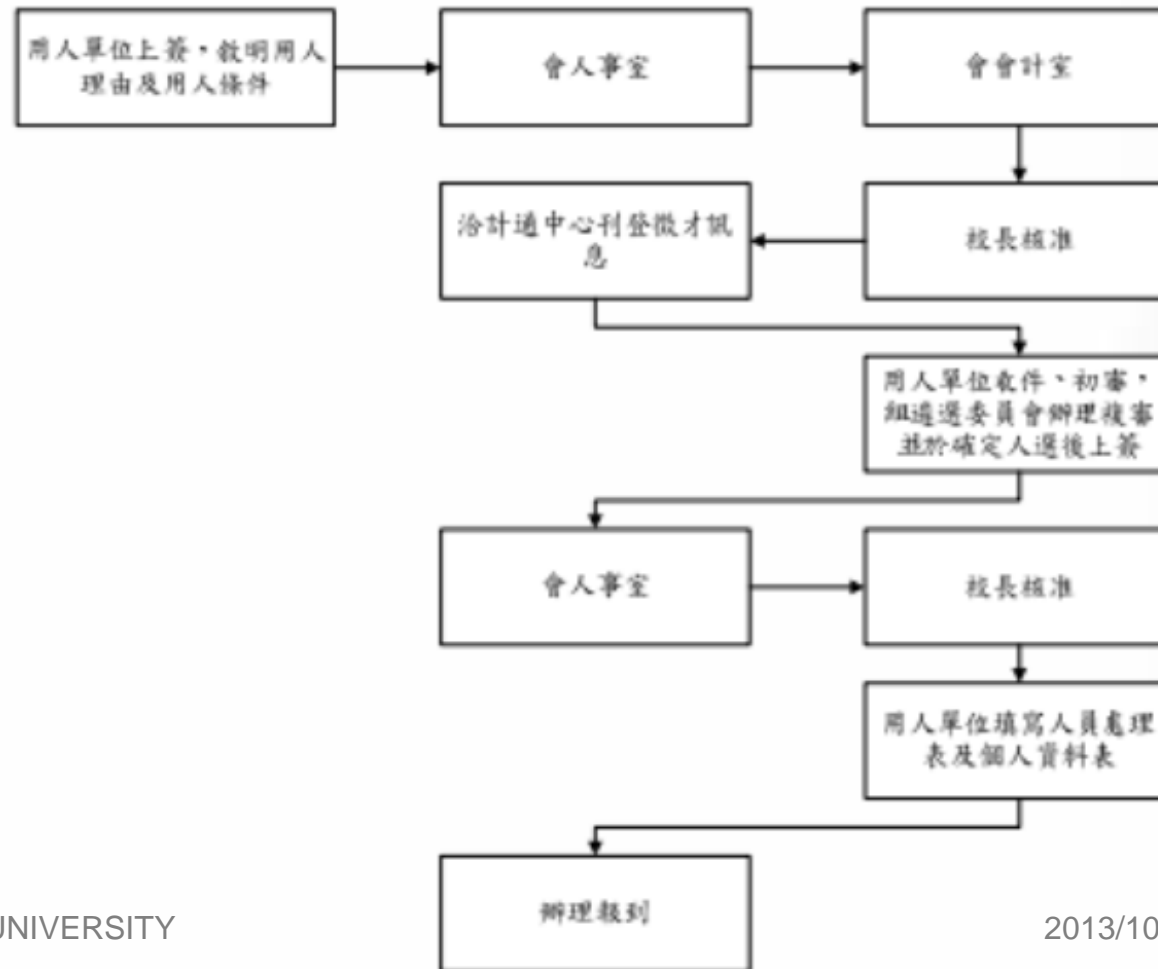 用人單位上簽，敘明用人
理由及用人條件
會人事室
會會計室
校長核准
洽計通中心刊登徵才訊
息
用人單位收件、初審，
組遴選委員會辦理複審
並於確定人選後上簽
會人事室
校長核准
用人單位填寫人員處理
表及個人資料表
辦理報到
UNIVERSITY
2013/10